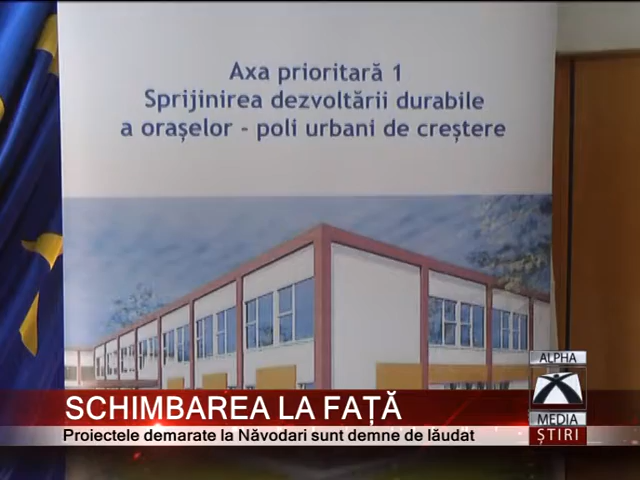 Axa prioritară 1
Sprijinirea dezvoltării durabile
a orașelor - poli urbani de creștere
SCHIMBAREA LA FAȚĂ
Proiectele demarate la Năvodari sunt demne de lăudat
ALPHA
MEDIA
ȘTIRI